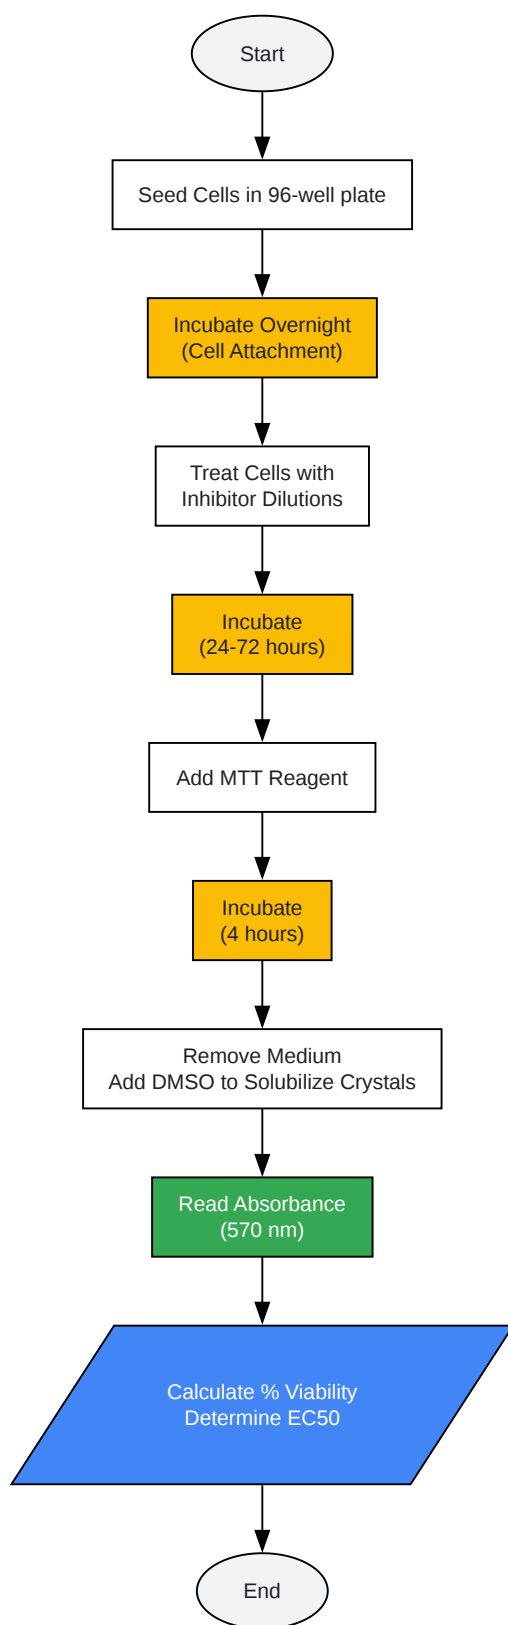 Start
Seed Cells in 96-well plate
Incubate Overnight
(Cell Attachment)
Treat Cells with
Inhibitor Dilutions
Incubate
(24-72 hours)
Add MTT Reagent
Incubate
(4 hours)
Remove Medium
Add DMSO to Solubilize Crystals
Read Absorbance
(570 nm)
Calculate % Viability
Determine EC50
End